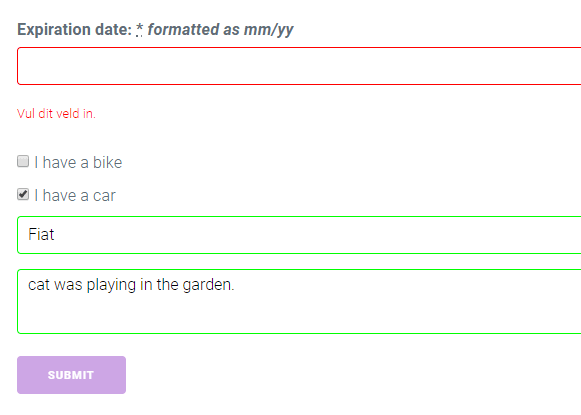 Expiration date: * formatted as mm/yy
Vul dit veld in.
I have a bike
I have a car
Fiat
cat was playing in the garden.
SUBMIT